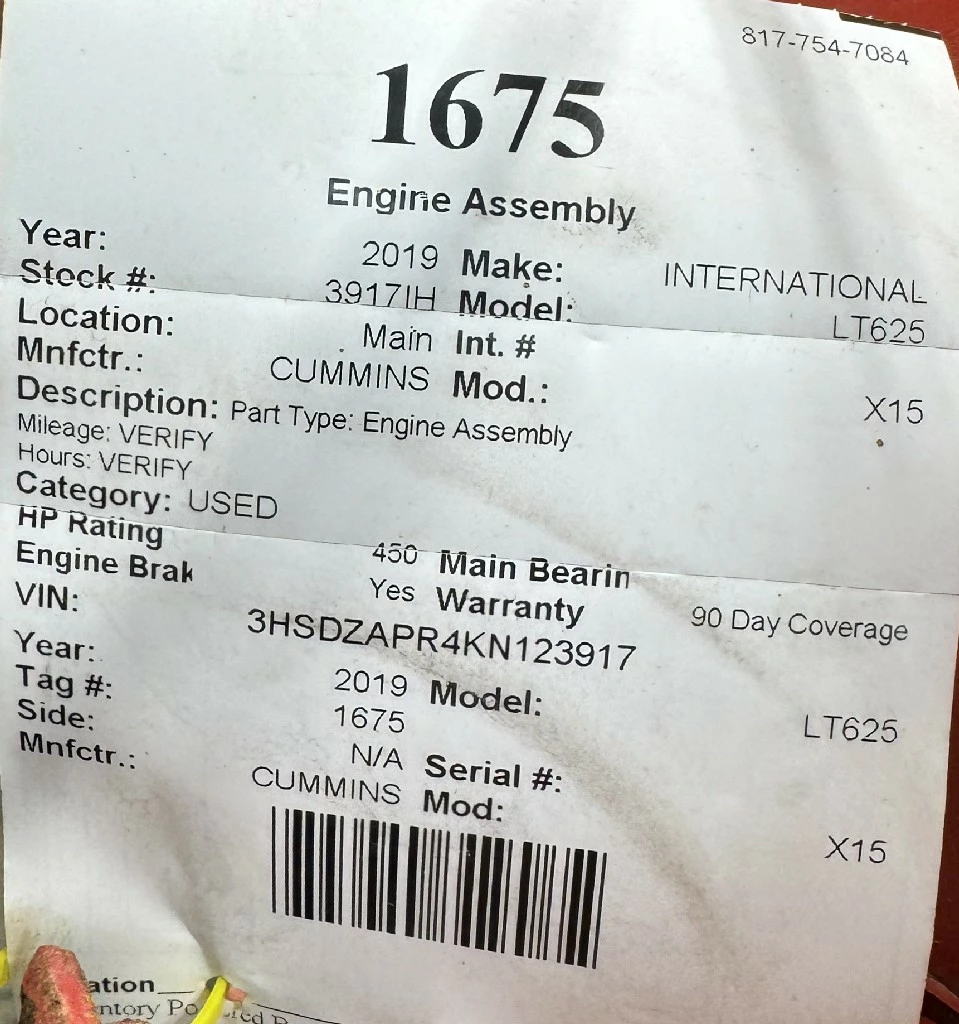 817-754-7084
1675
Engine Assembly
Year: 2019 Make: INTERNATIONAL
Stock #: 3917IH Model: LT625
Location: Main Int. #
Mnfctr.: CUMMINS Mod.: X15
Description: Part Type: Engine Assembly
Mileage: VERIFY
Hours: VERIFY
Category: USED
HP Rating 450 Main Bearin
Engine Brak Yes Warranty 90 Day Coverage
VIN: 3HSDZAPR4KN123917
Year: 2019 Model: LT625
Tag #: 1675
Side: N/A Serial #:
Mnfctr.: CUMMINS Mod: X15
ation
ntory Po